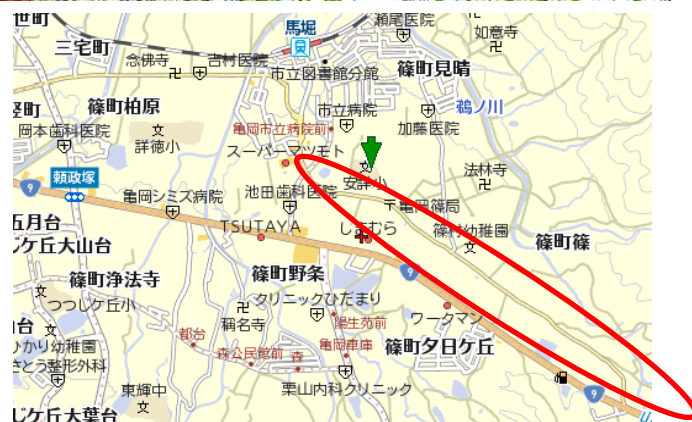 世町
馬堀
瀬尾医院
如意寺
三宅町
念佛寺
吉村医院
市立図書館分館
篠町見晴
竪町
篠町柏原
市立病院
鵜ノ川
岡本歯科医院
詳徳小
亀岡市立病院前
加藤医院
スーパーマツモト
頼政塚
安詳小
法林寺
9
亀岡シミズ病院
池田歯科医院
〒亀岡篠局
五月台
TSUTAYA
しまむら
篠村幼稚園
篠町篠
ケ丘大山台
9
篠町浄法寺
篠町野条
つつじケ丘小
クリニックひだまり
稱名寺
陽生苑前
ワークマン
台
都台
ひかり幼稚園
森公民館前
森
亀岡車庫
篠町夕日ケ丘
さとう整形外科
東輝中
栗山内科クリニック
9
じケ丘大葉台